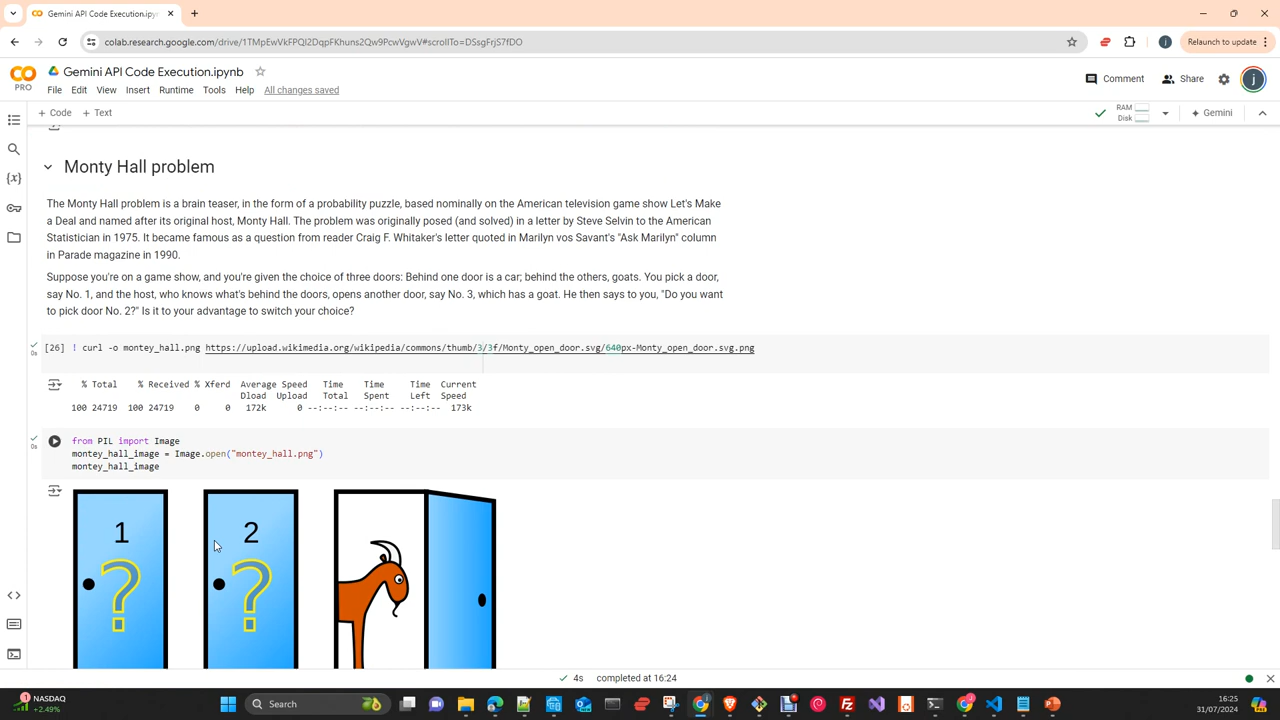 Gemini API Code Execution.ipyn
Relaunch to update
colab.research.google.com/drive/1TMpEwVkFPQI2DqpFKhuns2Qw9PcwVgwV#scrollTo=DSsgFrjS7fDO
Gemini API Code Execution.ipynb
PRO
File Edit View Insert Runtime Tools Help All changes saved
Comment
Share
j
+ Code + Text
RAM
Disk
Gemini
Monty Hall problem
The Monty Hall problem is a brain teaser, in the form of a probability puzzle, based nominally on the American television game show Let's Make
a Deal and named after its original host, Monty Hall. The problem was originally posed (and solved) in a letter by Steve Selvin to the American
Statistician in 1975. It became famous as a question from reader Craig F. Whitaker's letter quoted in Marilyn vos Savant's "Ask Marilyn" column
in Parade magazine in 1990.
Suppose you're on a game show, and you're given the choice of three doors: Behind one door is a car; behind the others, goats. You pick a door,
say No. 1, and the host, who knows what's behind the doors, opens another door, say No. 3, which has a goat. He then says to you, "Do you want
to pick door No. 2?" Is it to your advantage to switch your choice?
[26] ! curl -o montey_hall.png https://upload.wikimedia.org/wikipedia/commons/thumb/3/3f/Monty_open_door.svg/640px-Monty_open_door.svg.png
0s
% Total % Received % Xferd Average Speed Time Time Time Current
Dload Upload Total Spent Left Speed
100 24719 100 24719 0 0 172k 0 --:--:-- --:--:-- --:--:-- 173k
0s
from PIL import Image
montey_hall_image = Image.open("montey_hall.png")
montey_hall_image
1 2
? ?
4s completed at 16:24
NASDAQ
+2.49%
Search
16:25
31/07/2024